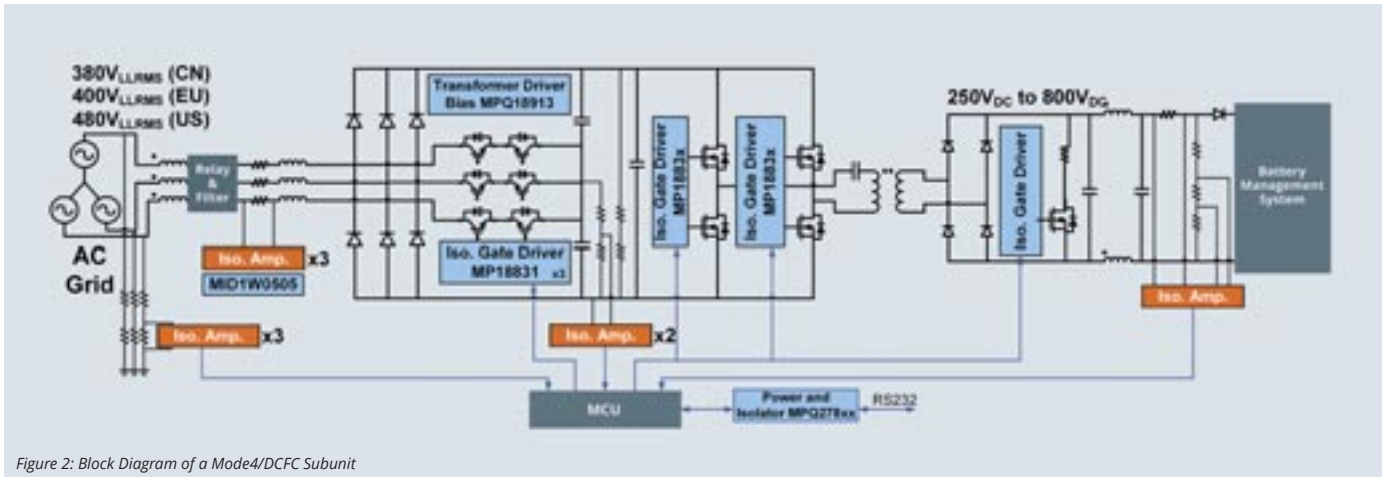 380VLLRMS (CN)
400VLLRMS (EU)
480VLLRMS (US)
AC
Grid
Relay
&
Filter
Iso. Amp. x3
MID1W0505
Iso. Amp. x3
Transformer Driver
Bias MPQ18913
Iso. Gate Driver
MP18831 x3
Iso. Amp. x2
Iso. Gate Driver
MP1883x
Iso. Gate Driver
MP1883x
250VDC to 800VDC
Iso. Gate Driver
Battery
Management
System
Iso. Amp.
MCU
Power and
Isolator MPQ278xx
RS232
Figure 2: Block Diagram of a Mode4/DCFC Subunit